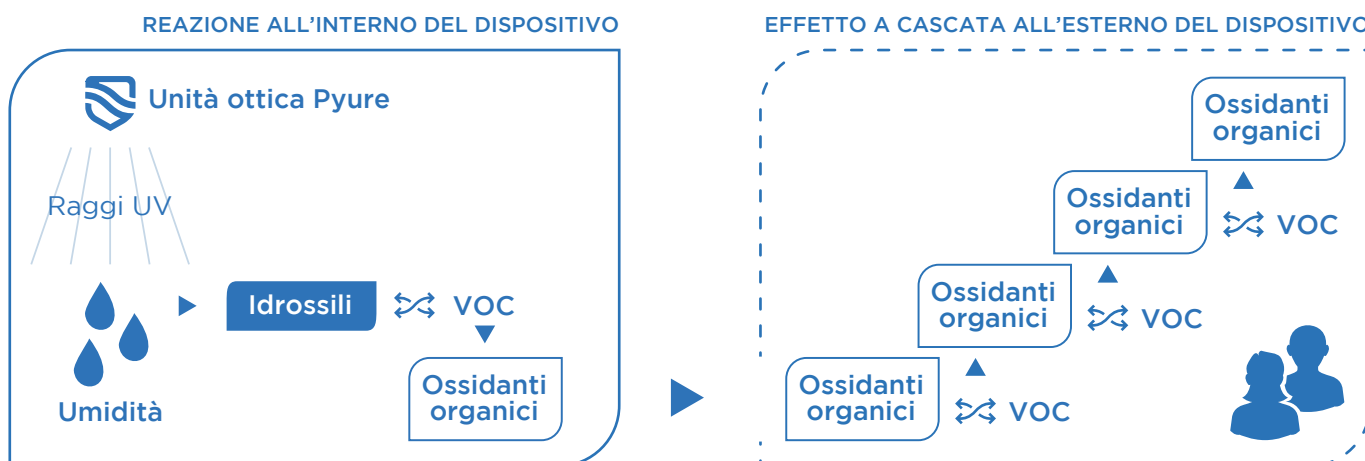 REAZIONE ALL'INTERNO DEL DISPOSITIVO
Unità ottica Pyure
Raggi UV
Umidità
Idrossili
VOC
Ossidanti
organici
EFFETTO A CASCATA ALL'ESTERNO DEL DISPOSITIVO
Ossidanti
organici
VOC
Ossidanti
organici
VOC
Ossidanti
organici
VOC
Ossidanti
organici